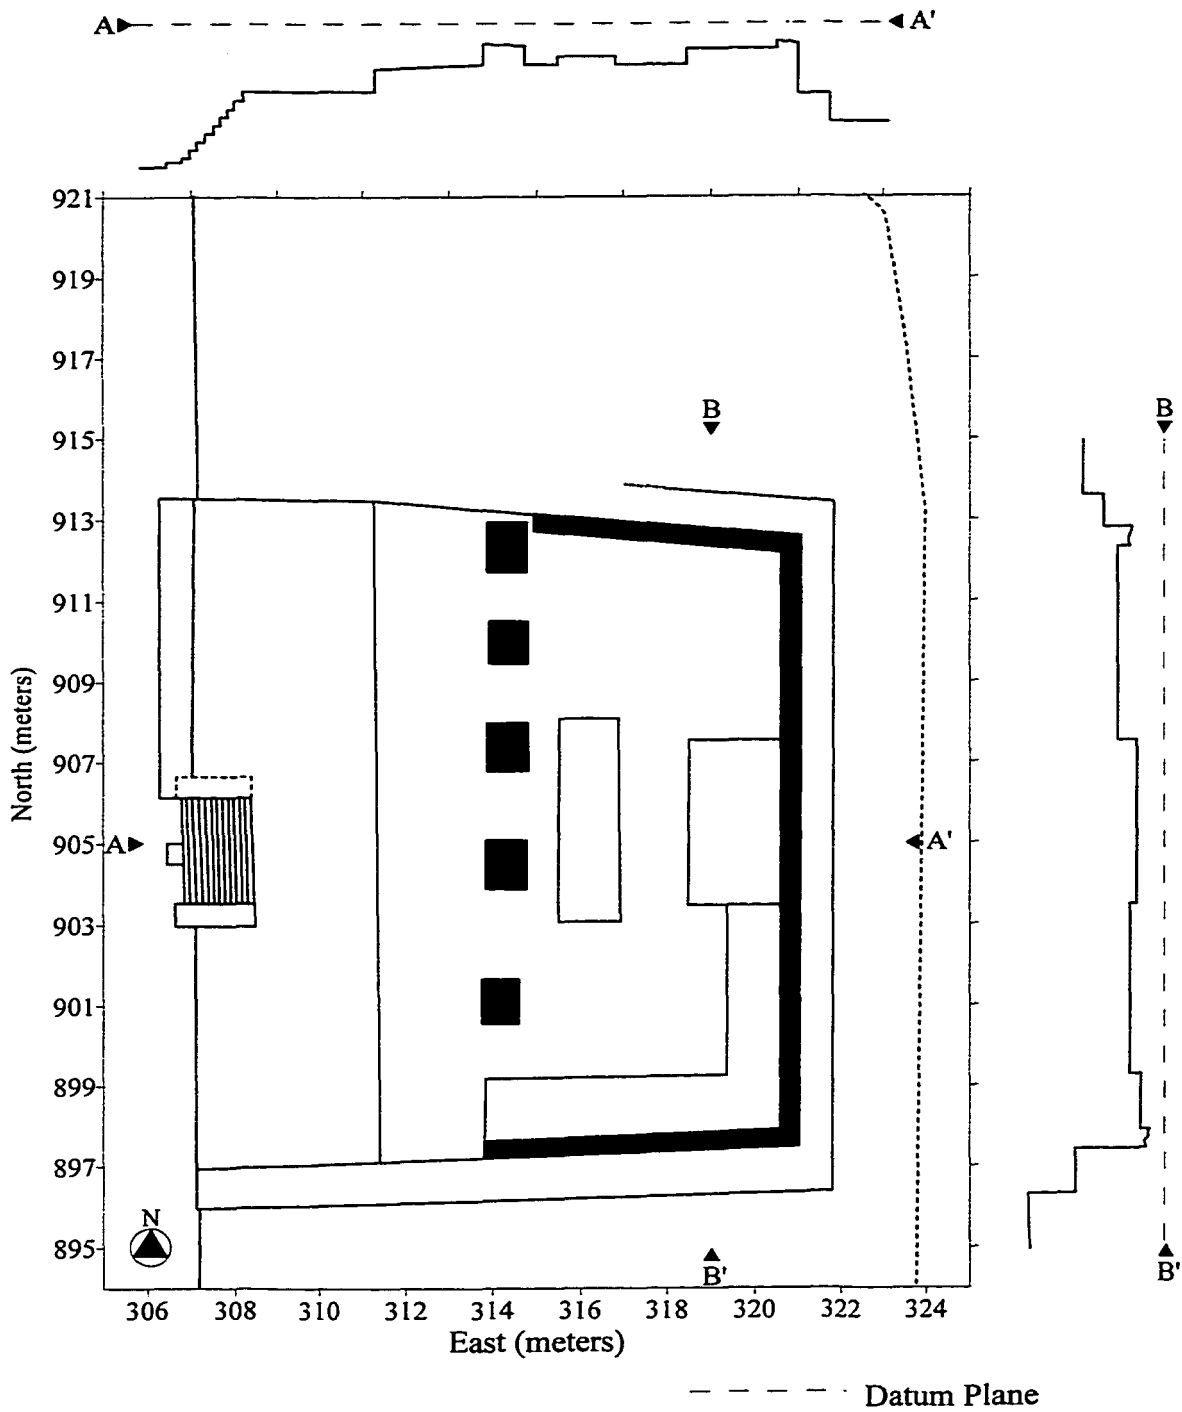 A A'
921
919
917
B B
915
913
911
909
North (meters)
907
A 905 A'
903
901
899
897
N
895
B' B'
306 308 310 312 314 316 318 320 322 324
East (meters)
Datum Plane